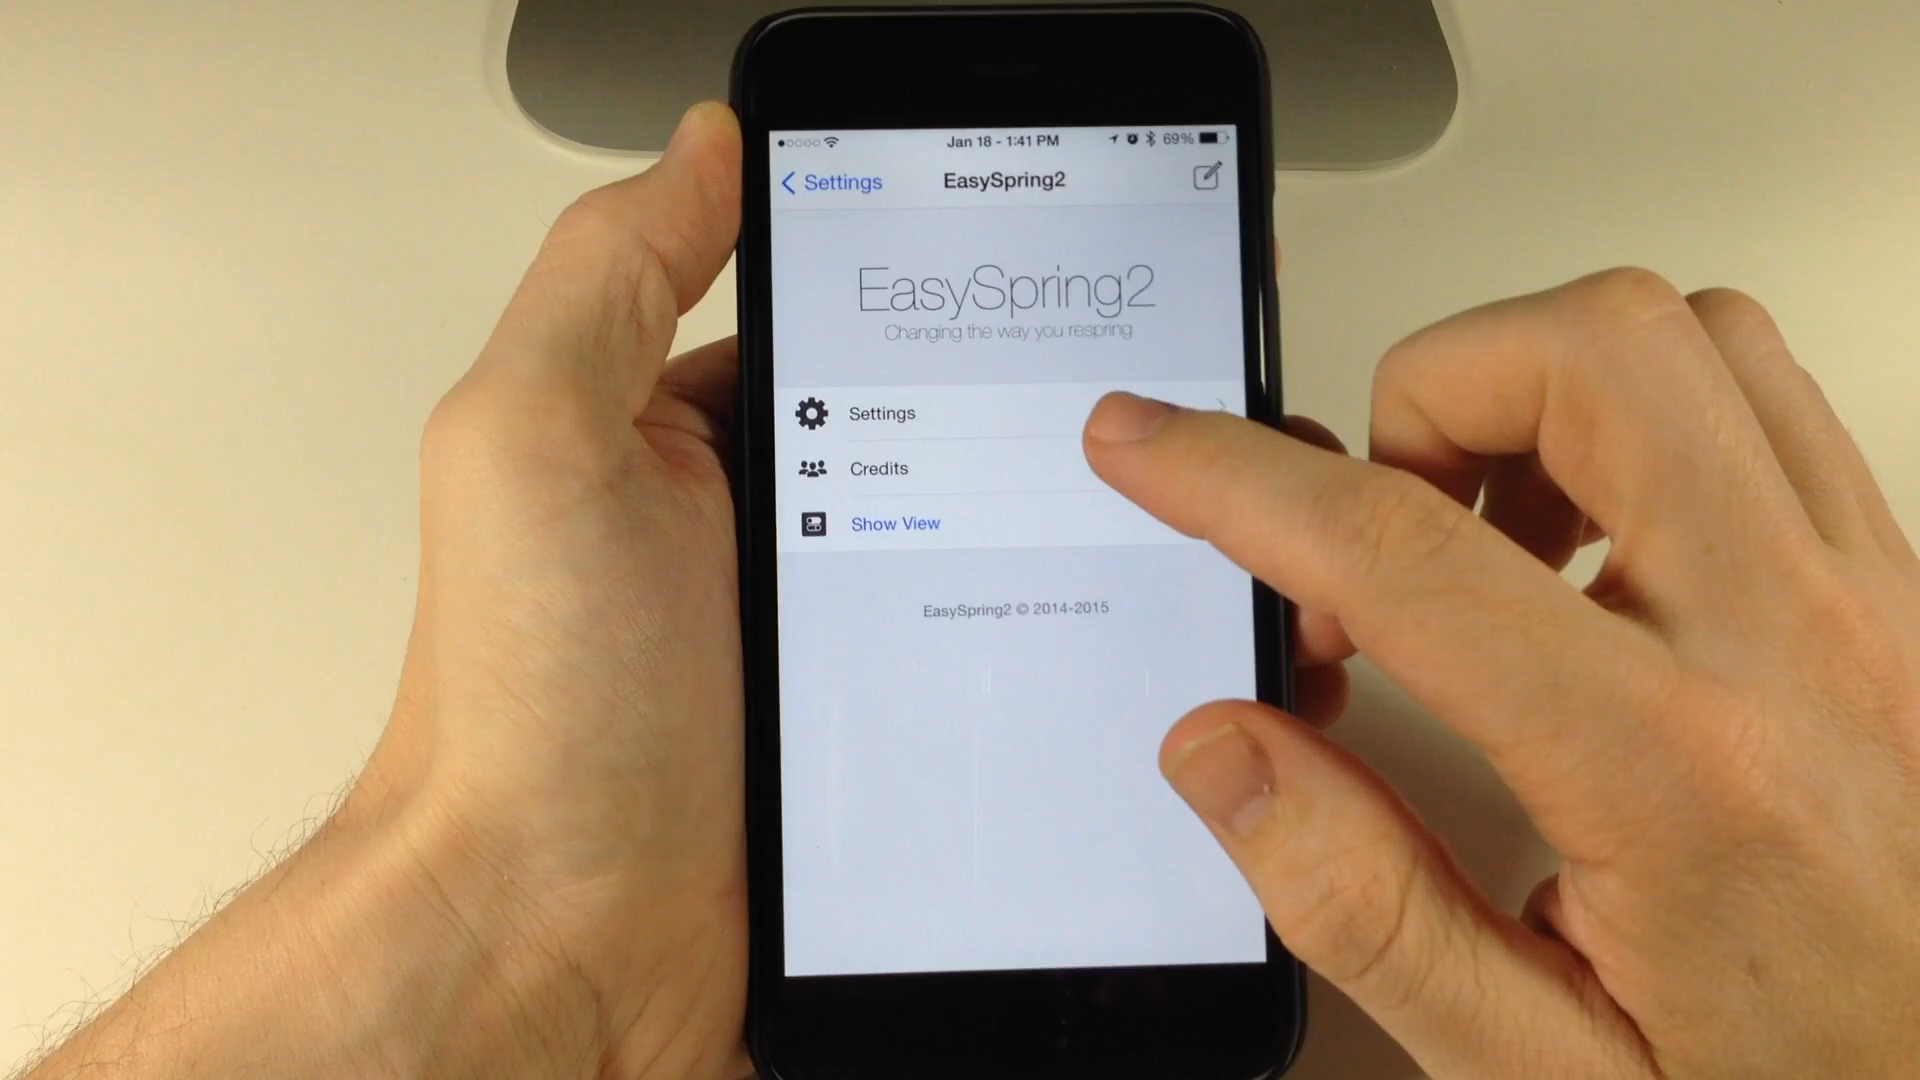 Jan 18 - 1:41 PM
69%
Settings
EasySpring2
EasySpring2
Changing the way you respring
Settings
Credits
Show View
EasySpring2 © 2014-2015